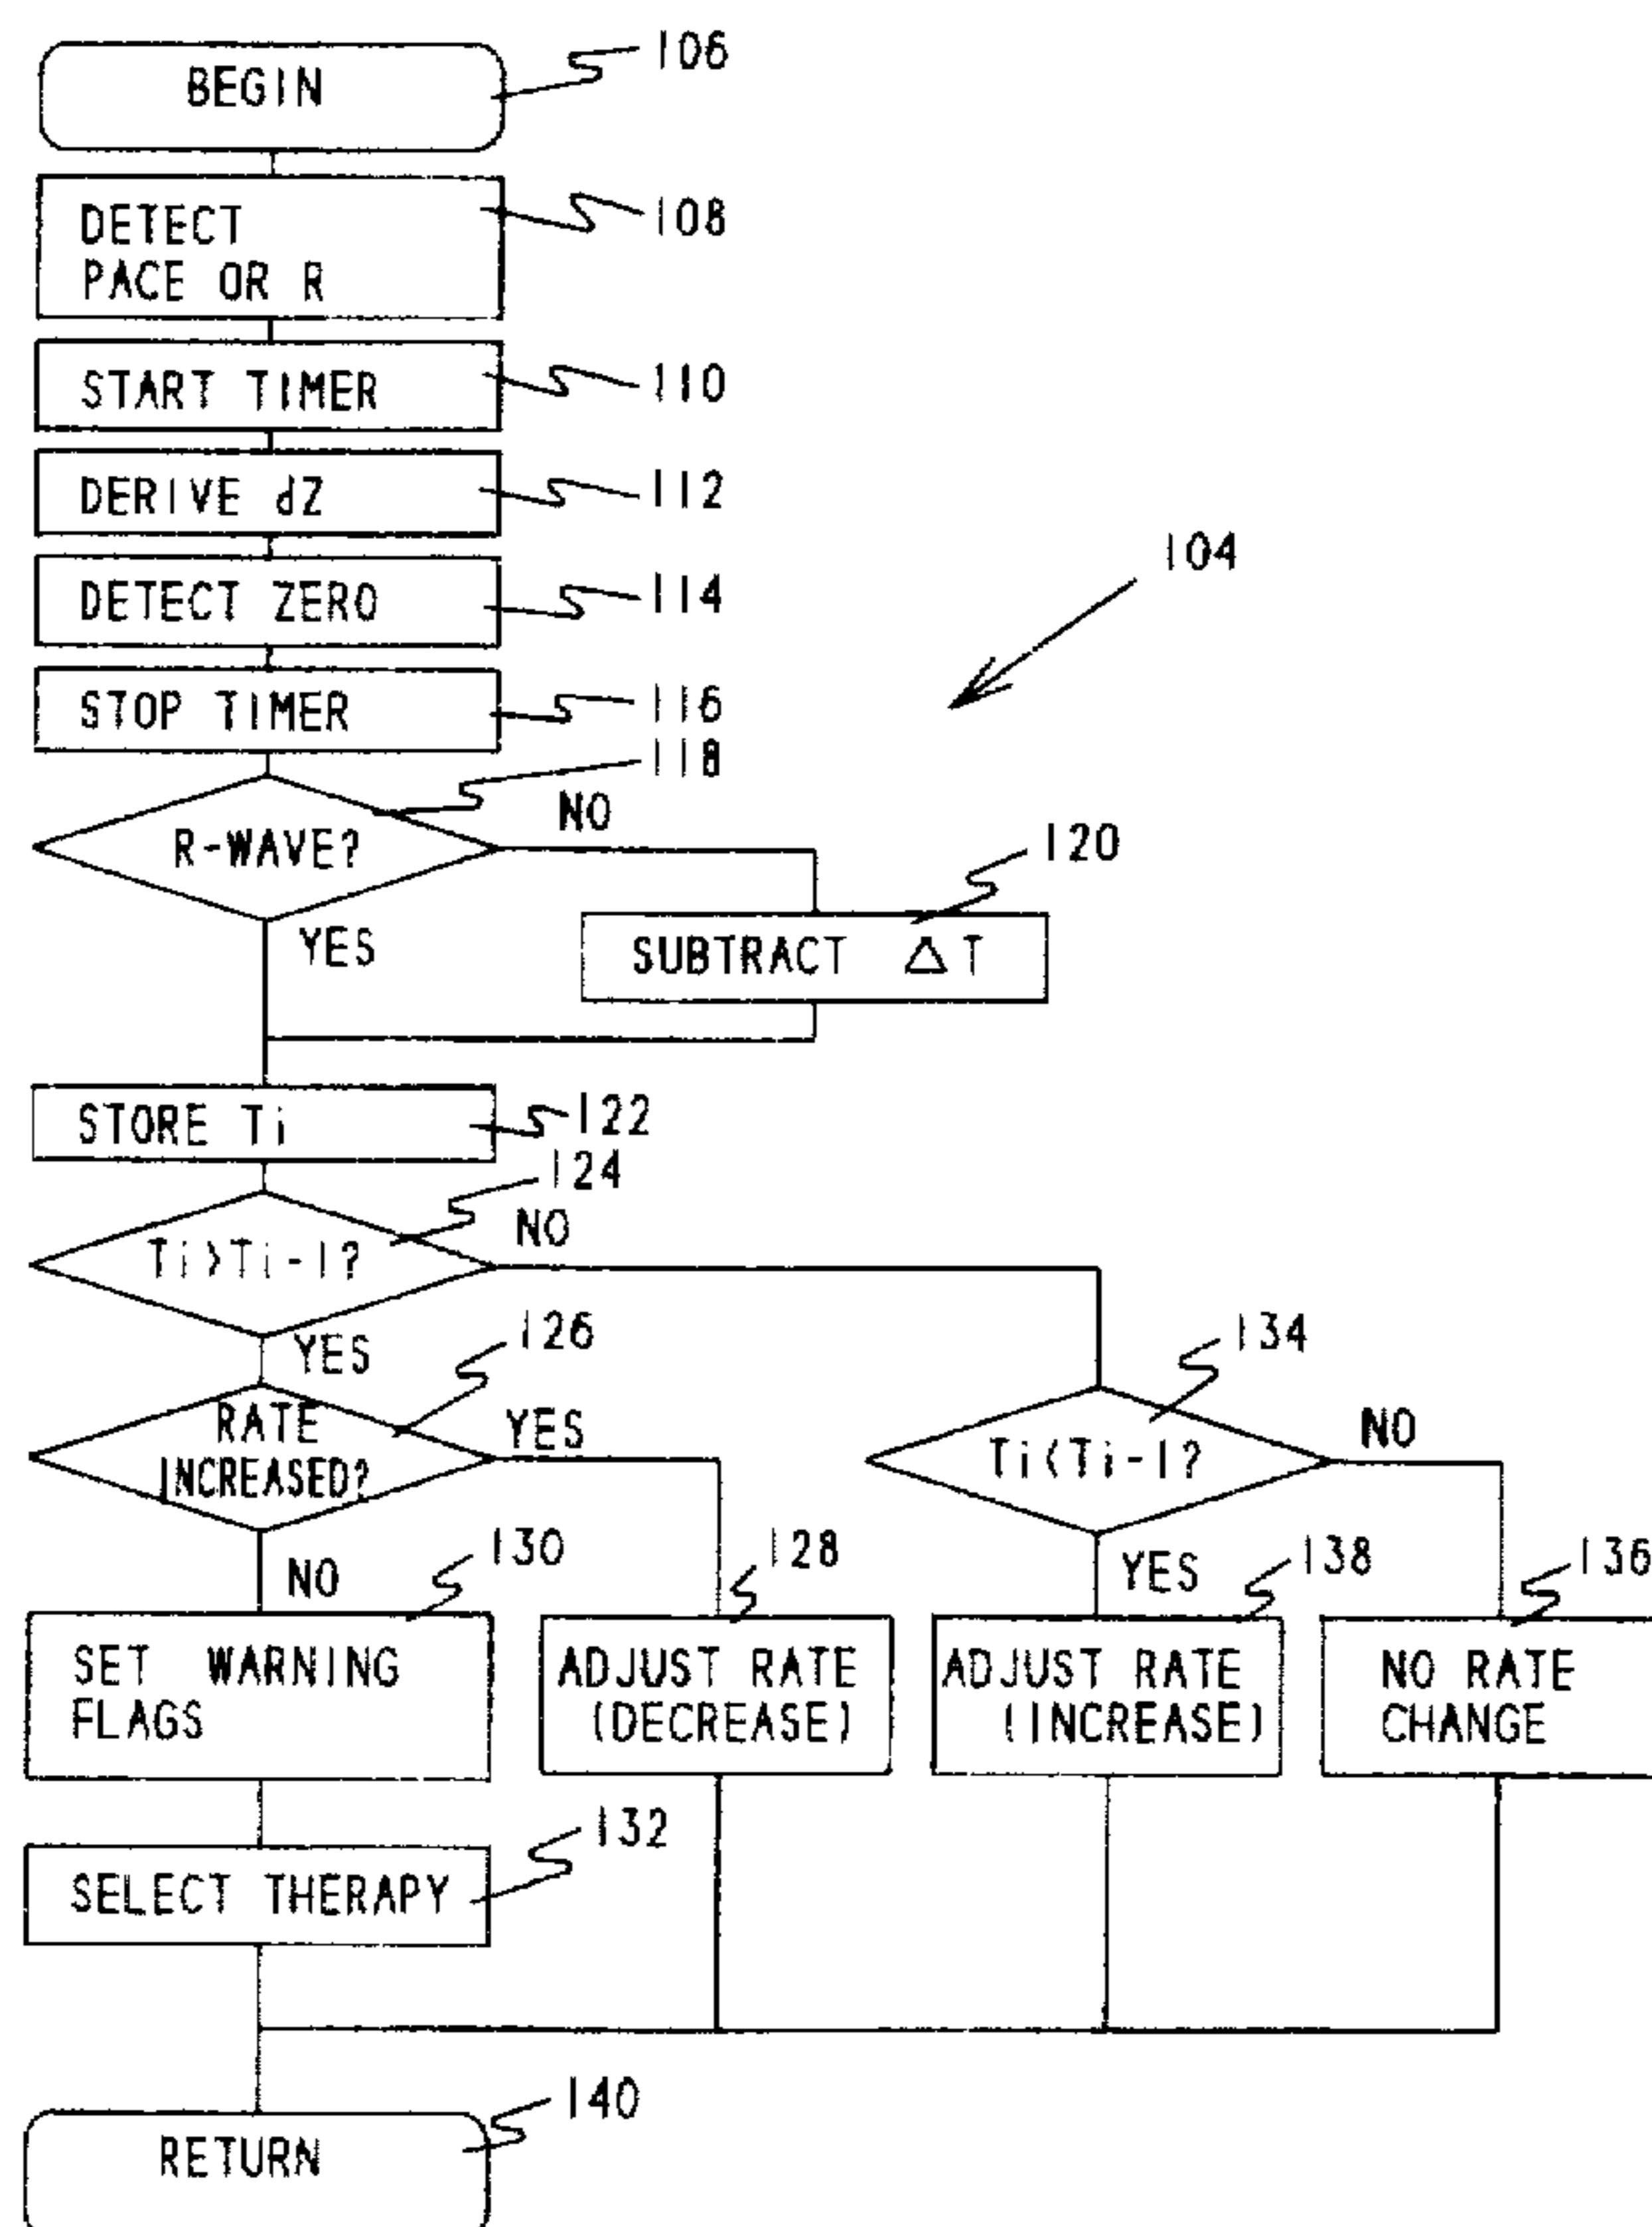 BEGIN
106
DETECT
PACE OR R
108
START TIMER
110
DERIVE dZ
112
DETECT ZERO
114
104
STOP TIMER
116
118
R-WAVE?
NO
YES
120
SUBTRACT △T
STORE Ti
122
124
Ti>Ti-1?
NO
YES
126
RATE
INCREASED?
YES
NO
134
Ti<Ti-1?
NO
YES
130
SET WARNING
FLAGS
128
ADJUST RATE
(DECREASE)
138
ADJUST RATE
(INCREASE)
136
NO RATE
CHANGE
132
SELECT THERAPY
140
RETURN